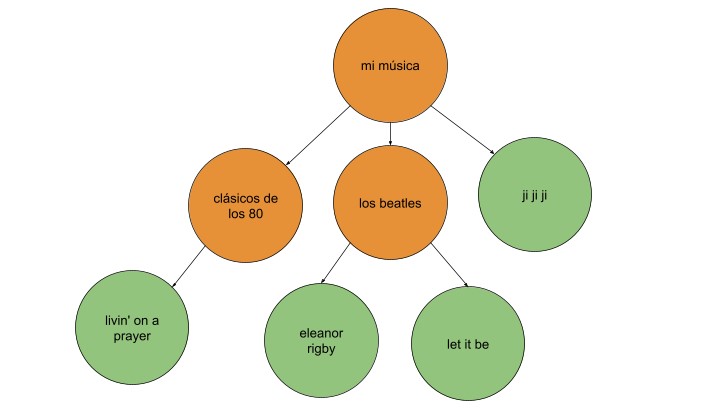 mi música
clásicos de
los 80
los beatles
ji ji ji
livin' on a
prayer
eleanor
rigby
let it be